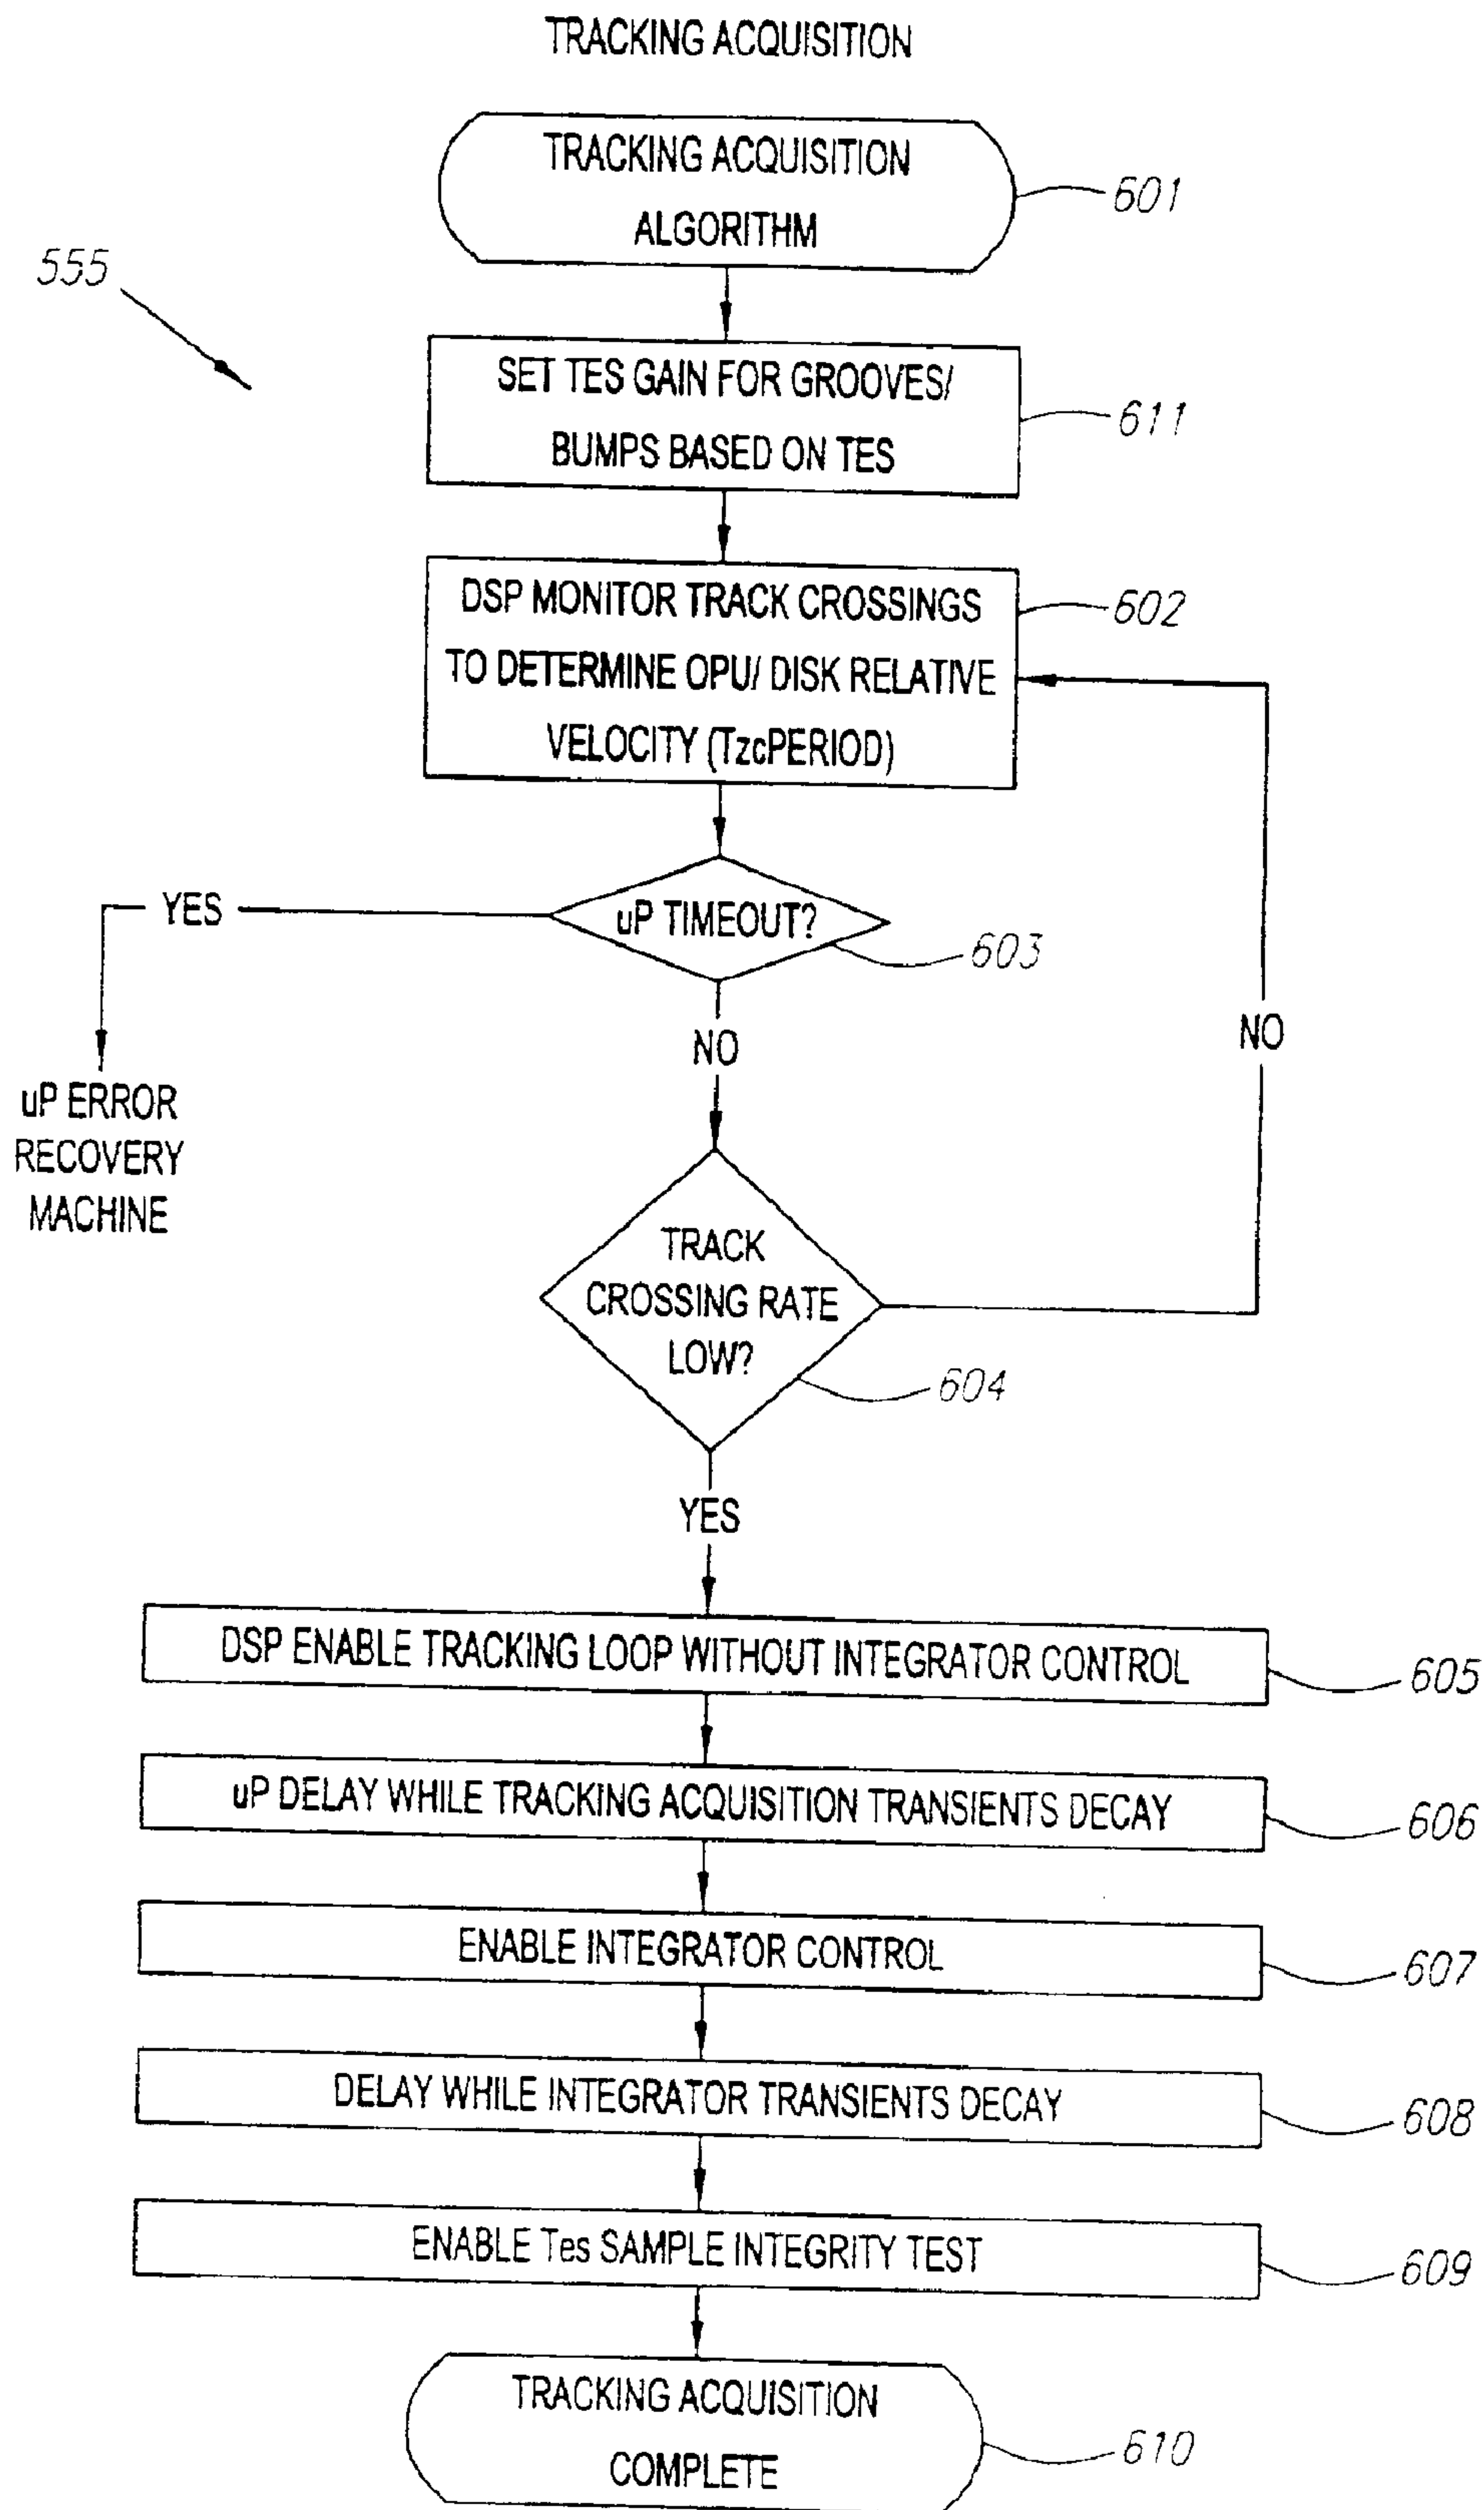 TRACKING ACQUISITION
TRACKING ACQUISITION
ALGORITHM
601
555
SET TES GAIN FOR GROOVES/
BUMPS BASED ON TES
611
DSP MONITOR TRACK CROSSINGS
TO DETERMINE OPU/ DISK RELATIVE
VELOCITY (TzcPERIOD)
602
YES
uP TIMEOUT?
603
NO
NO
uP ERROR
RECOVERY
MACHINE
TRACK
CROSSING RATE
LOW?
604
YES
DSP ENABLE TRACKING LOOP WITHOUT INTEGRATOR CONTROL
605
uP DELAY WHILE TRACKING ACQUISITION TRANSIENTS DECAY
606
ENABLE INTEGRATOR CONTROL
607
DELAY WHILE INTEGRATOR TRANSIENTS DECAY
608
ENABLE Tes SAMPLE INTEGRITY TEST
609
TRACKING ACQUISITION
COMPLETE
610